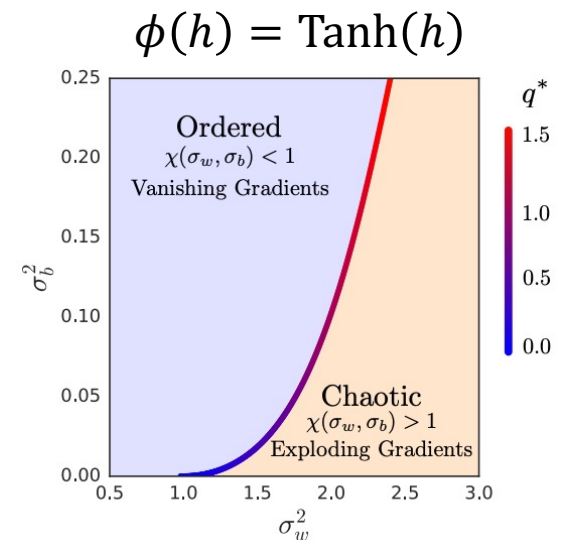 ϕ(h) = Tanh(h)
0.25
0.20
0.15
0.10
0.05
0.00
σ_b^2
Ordered
χ(σ_w, σ_b) < 1
Vanishing Gradients
Chaotic
χ(σ_w, σ_b) > 1
Exploding Gradients
0.5 1.0 1.5 2.0 2.5 3.0
σ_w^2
q*
1.5
1.0
0.5
0.0